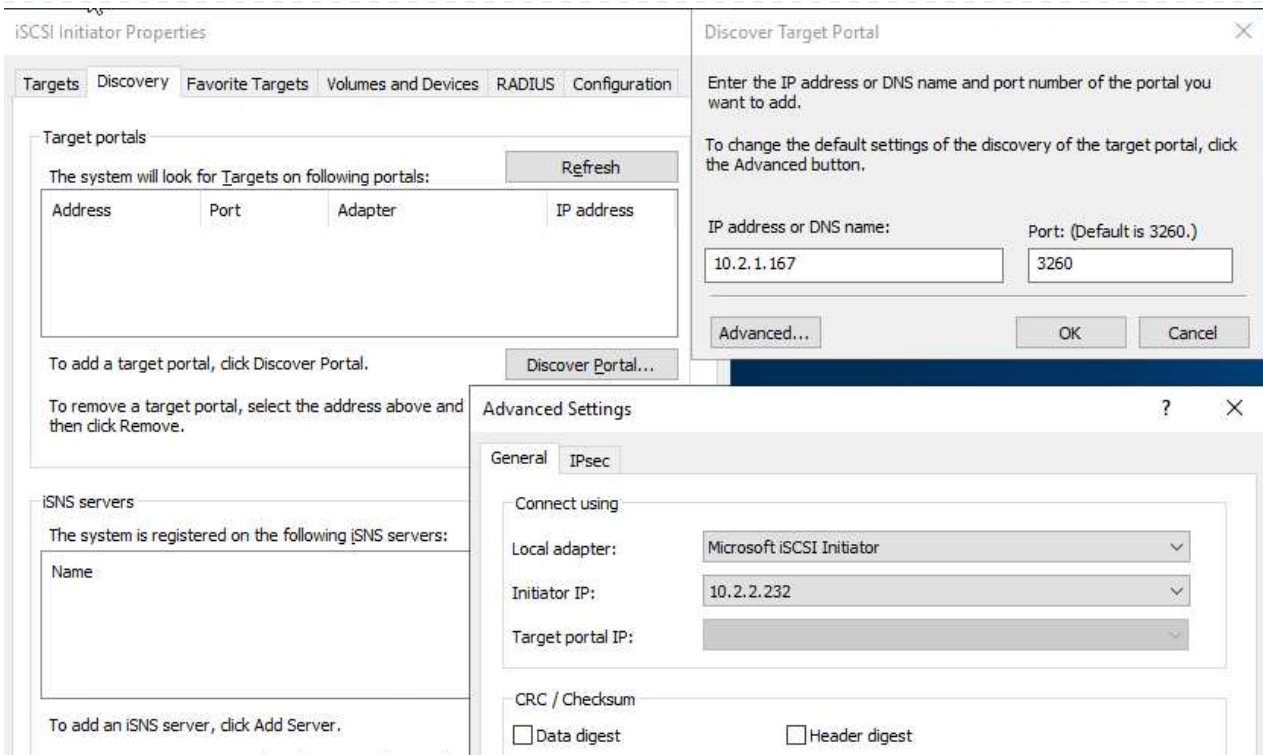 iSCSI Initiator Properties
Targets Discovery Favorite Targets Volumes and Devices RADIUS Configuration
Target portals
The system will look for Targets on following portals:
Refresh
Address Port Adapter IP address
To add a target portal, click Discover Portal.
Discover Portal...
To remove a target portal, select the address above and
then click Remove.
iSNS servers
The system is registered on the following iSNS servers:
Name
To add an iSNS server, click Add Server.
Discover Target Portal
Enter the IP address or DNS name and port number of the portal you
want to add.
To change the default settings of the discovery of the target portal, click
the Advanced button.
IP address or DNS name: Port: (Default is 3260.)
10.2.1.167 3260
Advanced... OK Cancel
Advanced Settings ?
General IPsec
Connect using
Local adapter: Microsoft iSCSI Initiator
Initiator IP: 10.2.2.232
Target portal IP:
CRC / Checksum
Data digest Header digest